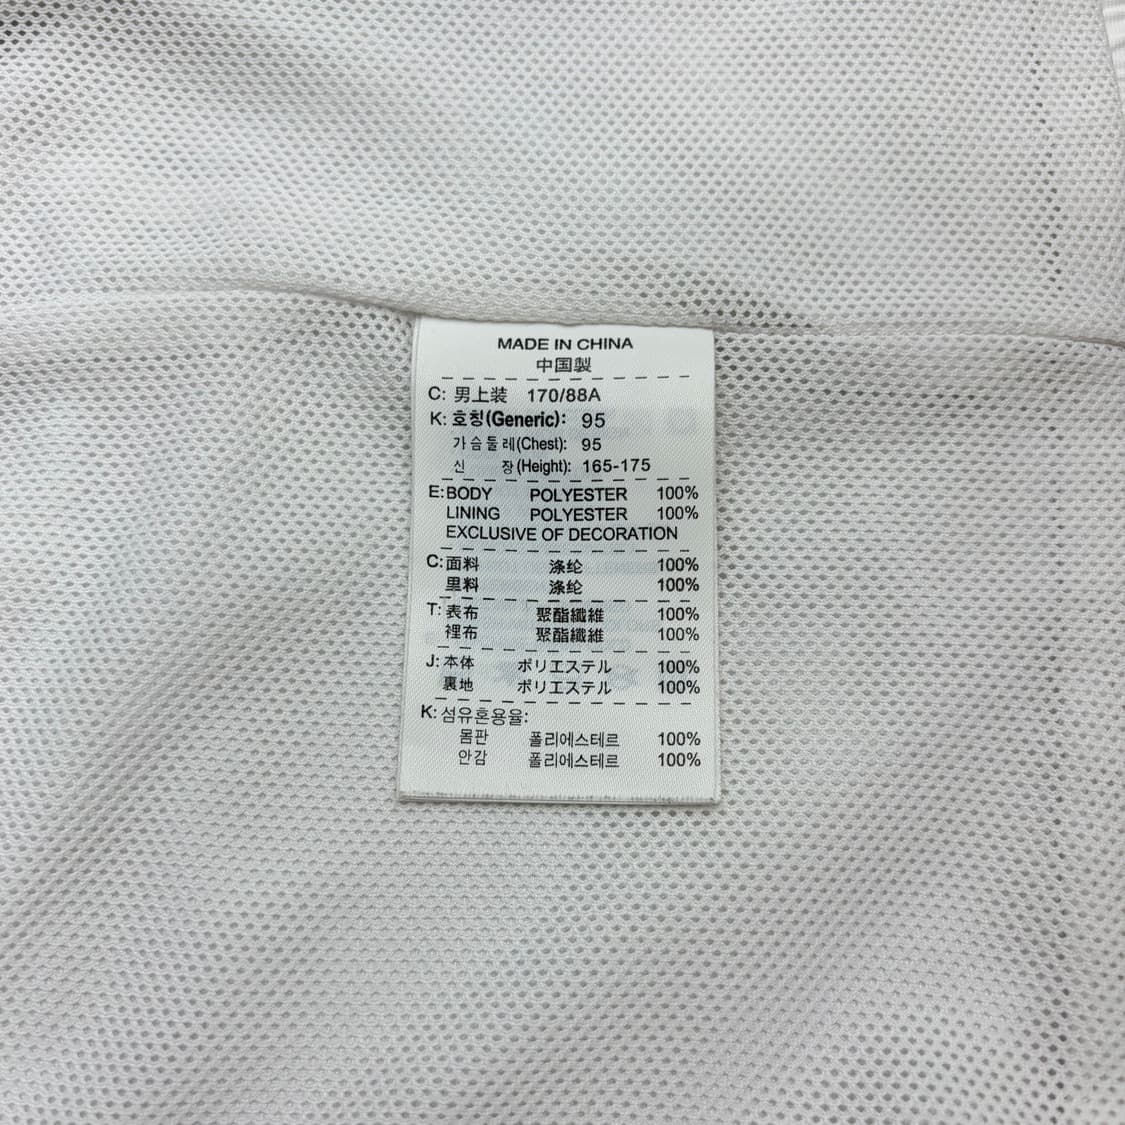 MADE IN CHINA
中国製
C: 男上装 170/88A
K: 호칭(Generic): 95
가슴둘레(Chest): 95
신 장(Height): 165-175
E:BODY POLYESTER 100%
LINING POLYESTER 100%
EXCLUSIVE OF DECORATION
C:面料 涤纶 100%
里料 涤纶 100%
T:表布 聚酯纖維 100%
裡布 聚酯纖維 100%
J:本体 ポリエステル 100%
裏地 ポリエステル 100%
K:섬유혼용율:
몸판 폴리에스테르 100%
안감 폴리에스테르 100%